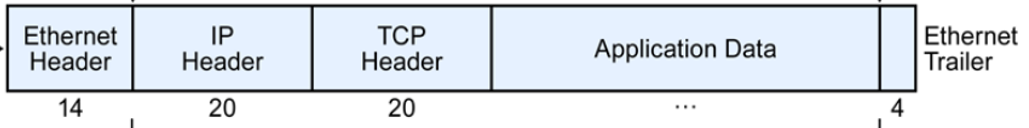 Ethernet Header
IP Header
TCP Header
Application Data
Ethernet Trailer
14
20
20
...
4